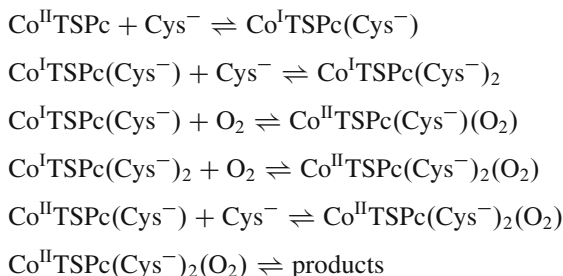 Co^II TSPc + Cys^− ⇌ Co^I TSPc(Cys^−)
Co^I TSPc(Cys^−) + Cys^− ⇌ Co^I TSPc(Cys^−)_2
Co^I TSPc(Cys^−) + O_2 ⇌ Co^II TSPc(Cys^−)(O_2)
Co^I TSPc(Cys^−)_2 + O_2 ⇌ Co^II TSPc(Cys^−)_2(O_2)
Co^II TSPc(Cys^−) + Cys^− ⇌ Co^II TSPc(Cys^−)_2(O_2)
Co^II TSPc(Cys^−)_2(O_2) ⇌ products